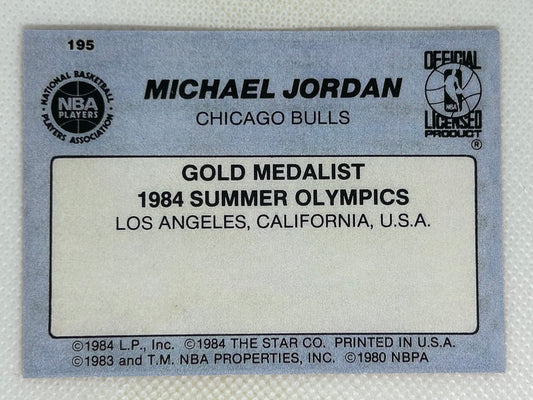 195
NATIONAL BASKETBALL
NBA
PLAYERS
PLAYERS ASSOCIATION
MICHAEL JORDAN
CHICAGO BULLS
OFFICIAL
NBA
LICENSED
PRODUCT
®
GOLD MEDALIST
1984 SUMMER OLYMPICS
LOS ANGELES, CALIFORNIA, U.S.A.
©1984 L.P., Inc. ©1984 THE STAR CO. PRINTED IN U.S.A.
©1983 and T.M. NBA PROPERTIES, INC. ©1980 NBPA